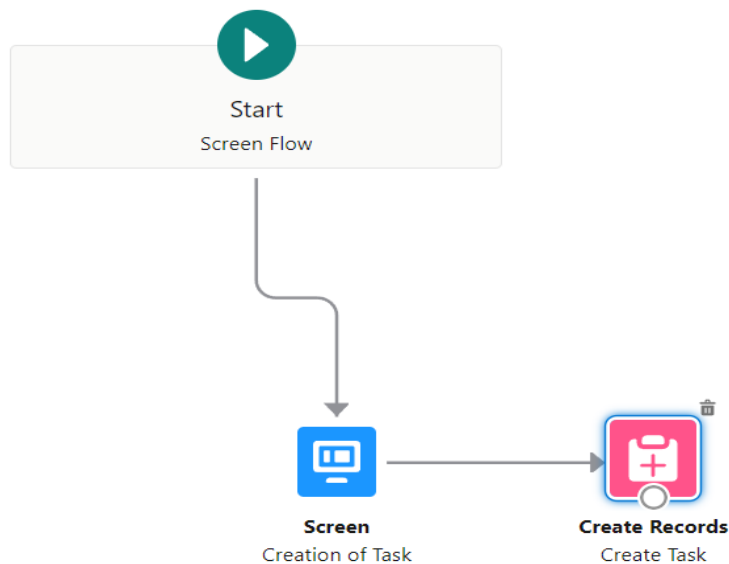 Start
Screen Flow
Screen
Creation of Task
Create Records
Create Task